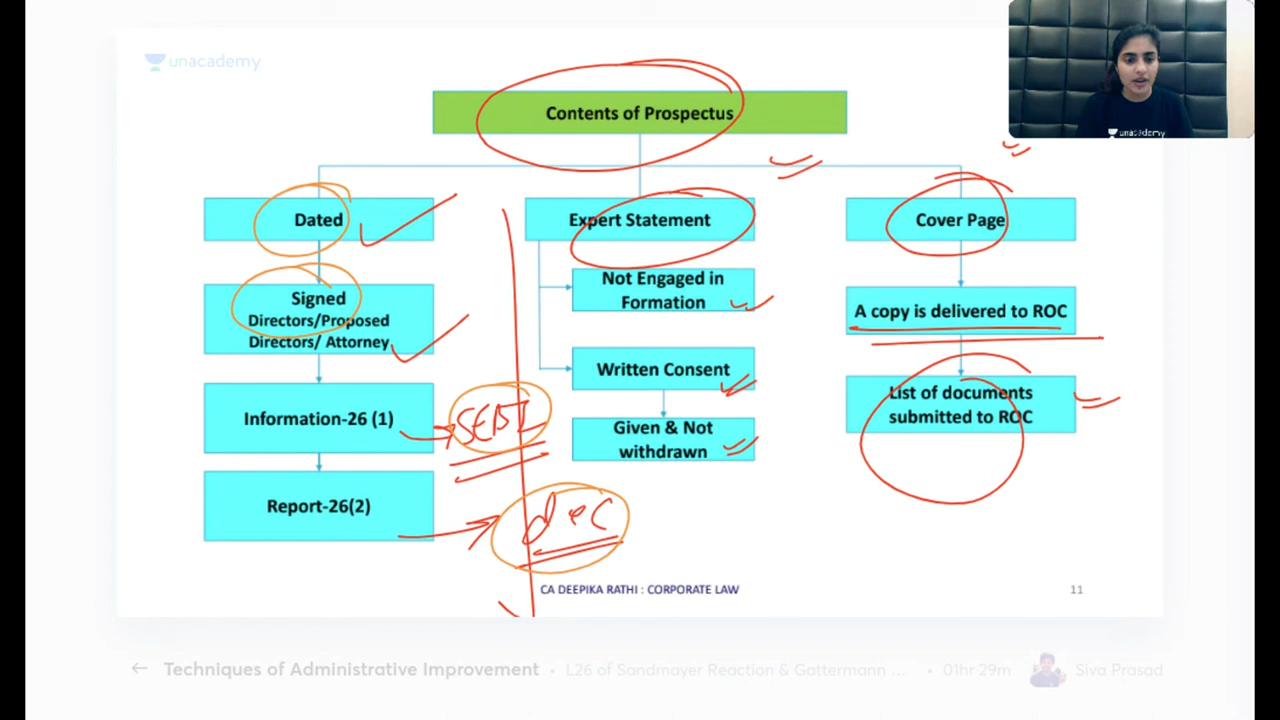 unacademy
unacademy
Contents of Prospectus
Dated
Signed
Directors/Proposed
Directors/ Attorney
Information-26 (1)
SEBI
Report-26(2)
dec
Expert Statement
Not Engaged in
Formation
Written Consent
Given & Not
withdrawn
Cover Page
A copy is delivered to ROC
List of documents
submitted to ROC
CA DEEPIKA RATHI : CORPORATE LAW
11
← Techniques of Administrative Improvement • L26 of Sandmayer Reaction & Gattermann ... • 01hr 29m Siva Prasad